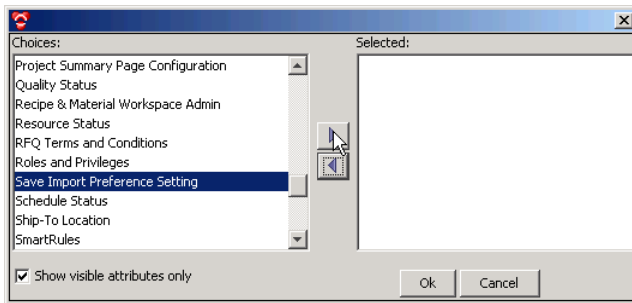 Choices:
Selected:
Project Summary Page Configuration
Quality Status
Recipe & Material Workspace Admin
Resource Status
RFQ Terms and Conditions
Roles and Privileges
Save Import Preference Setting
Schedule Status
Ship-To Location
SmartRules
Show visible attributes only
Ok
Cancel